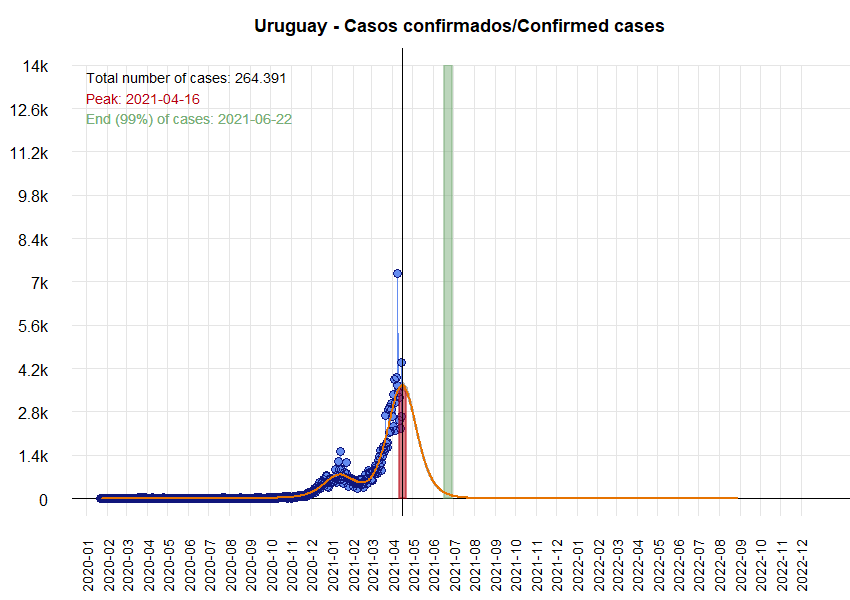 Uruguay - Casos confirmados/Confirmed cases
14k
12.6k
11.2k
9.8k
8.4k
7k
5.6k
4.2k
2.8k
1.4k
0
Total number of cases: 264.391
Peak: 2021-04-16
End (99%) of cases: 2021-06-22
2020-01
2020-02
2020-03
2020-04
2020-05
2020-06
2020-07
2020-08
2020-09
2020-10
2020-11
2020-12
2021-01
2021-02
2021-03
2021-04
2021-05
2021-06
2021-07
2021-08
2021-09
2021-10
2021-11
2021-12
2022-01
2022-02
2022-03
2022-04
2022-05
2022-06
2022-07
2022-08
2022-09
2022-10
2022-11
2022-12